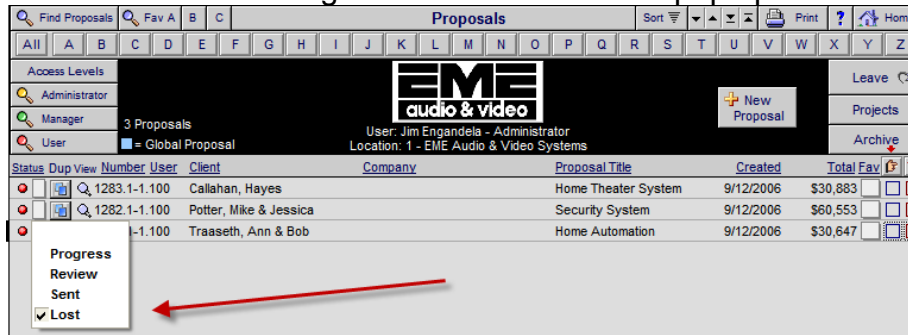 Find Proposals Fav A B C Proposals Sort Print ? Hom
All A B C D E F G H I J K L M N O P Q R S T U V W X Y Z
Access Levels
Administrator
Manager
User
3 Proposals
= Global Proposal
EME
audio & video
User: Jim Engandela - Administrator
Location: 1 - EME Audio & Video Systems
New
Proposal
Leave
Projects
Archive
Status Dup View Number User Client Company Proposal Title Created Total Fav
1283.1-1.100 Callahan, Hayes Home Theater System 9/12/2006 $30,883
1282.1-1.100 Potter, Mike & Jessica Security System 9/12/2006 $60,553
-1.100 Traaseth, Ann & Bob Home Automation 9/12/2006 $30,647
Progress
Review
Sent
Lost